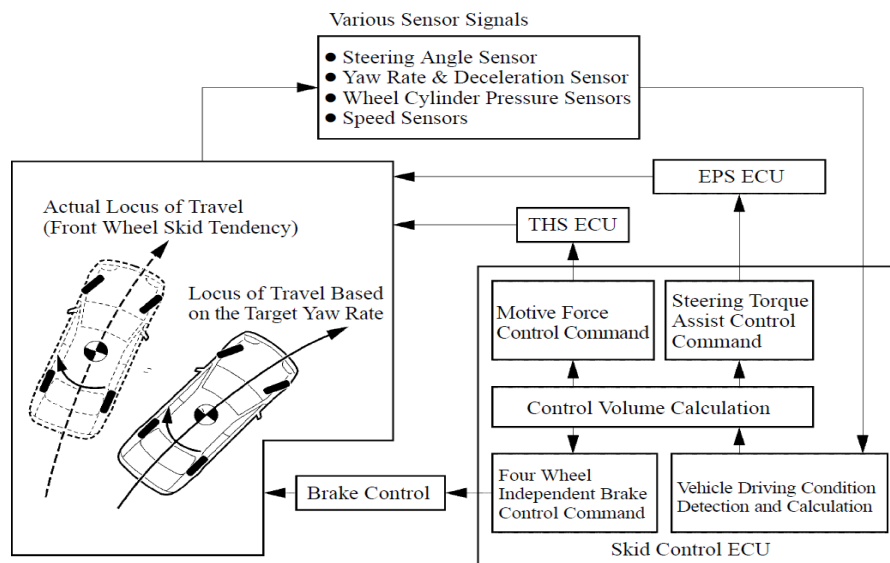 Various Sensor Signals
● Steering Angle Sensor
● Yaw Rate & Deceleration Sensor
● Wheel Cylinder Pressure Sensors
● Speed Sensors
EPS ECU
THS ECU
Actual Locus of Travel
(Front Wheel Skid Tendency)
Locus of Travel Based
on the Target Yaw Rate
Motive Force
Control Command
Steering Torque
Assist Control
Command
Control Volume Calculation
Brake Control
Four Wheel
Independent Brake
Control Command
Vehicle Driving Condition
Detection and Calculation
Skid Control ECU